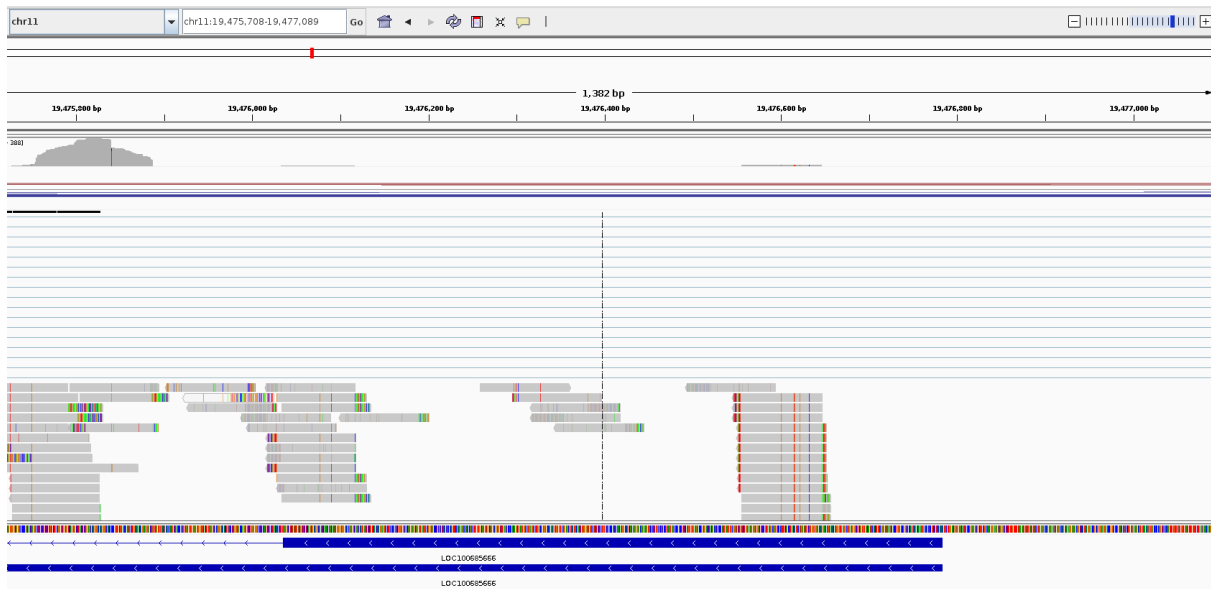 chr11 chr11:19,475,708-19,477,089 Go
1,382 bp
19,475,800 bp 19,476,000 bp 19,476,200 bp 19,476,400 bp 19,476,600 bp 19,476,800 bp 19,477,000 bp
- 388]
LOC100685666
LOC100685666